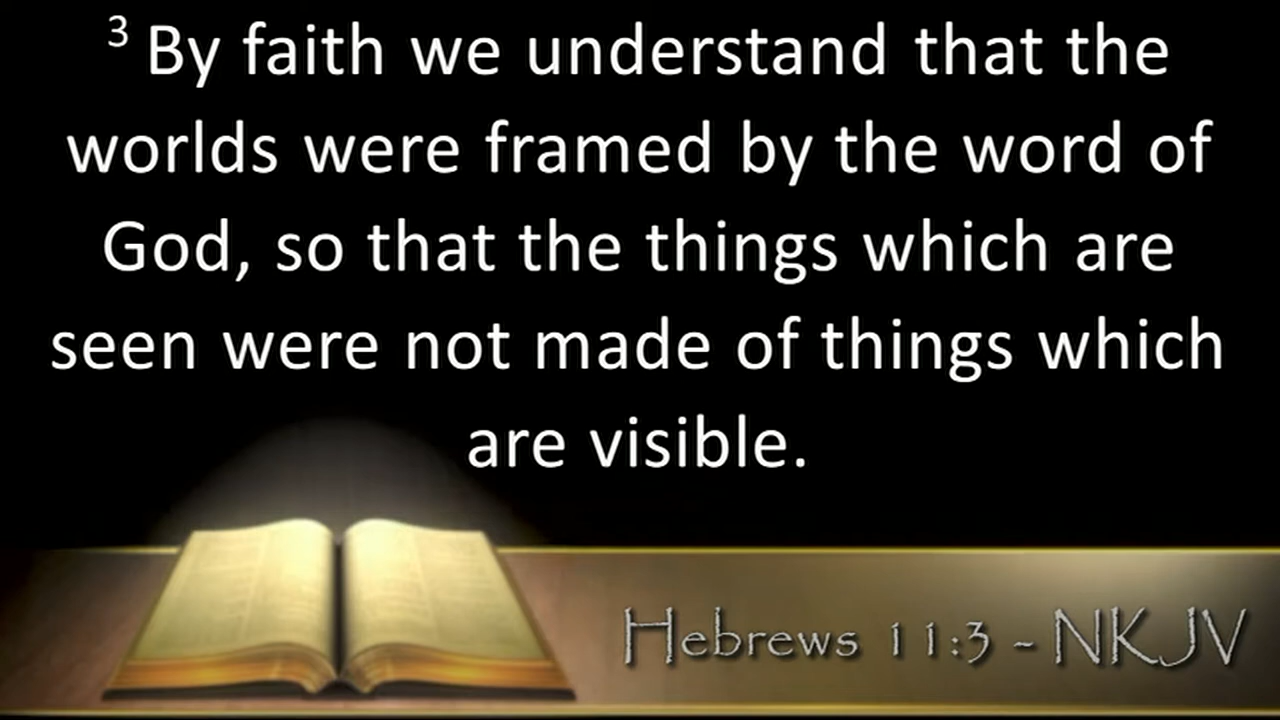 3 By faith we understand that the
worlds were framed by the word of
God, so that the things which are
seen were not made of things which
are visible.
Hebrews 11:3 - NKJV